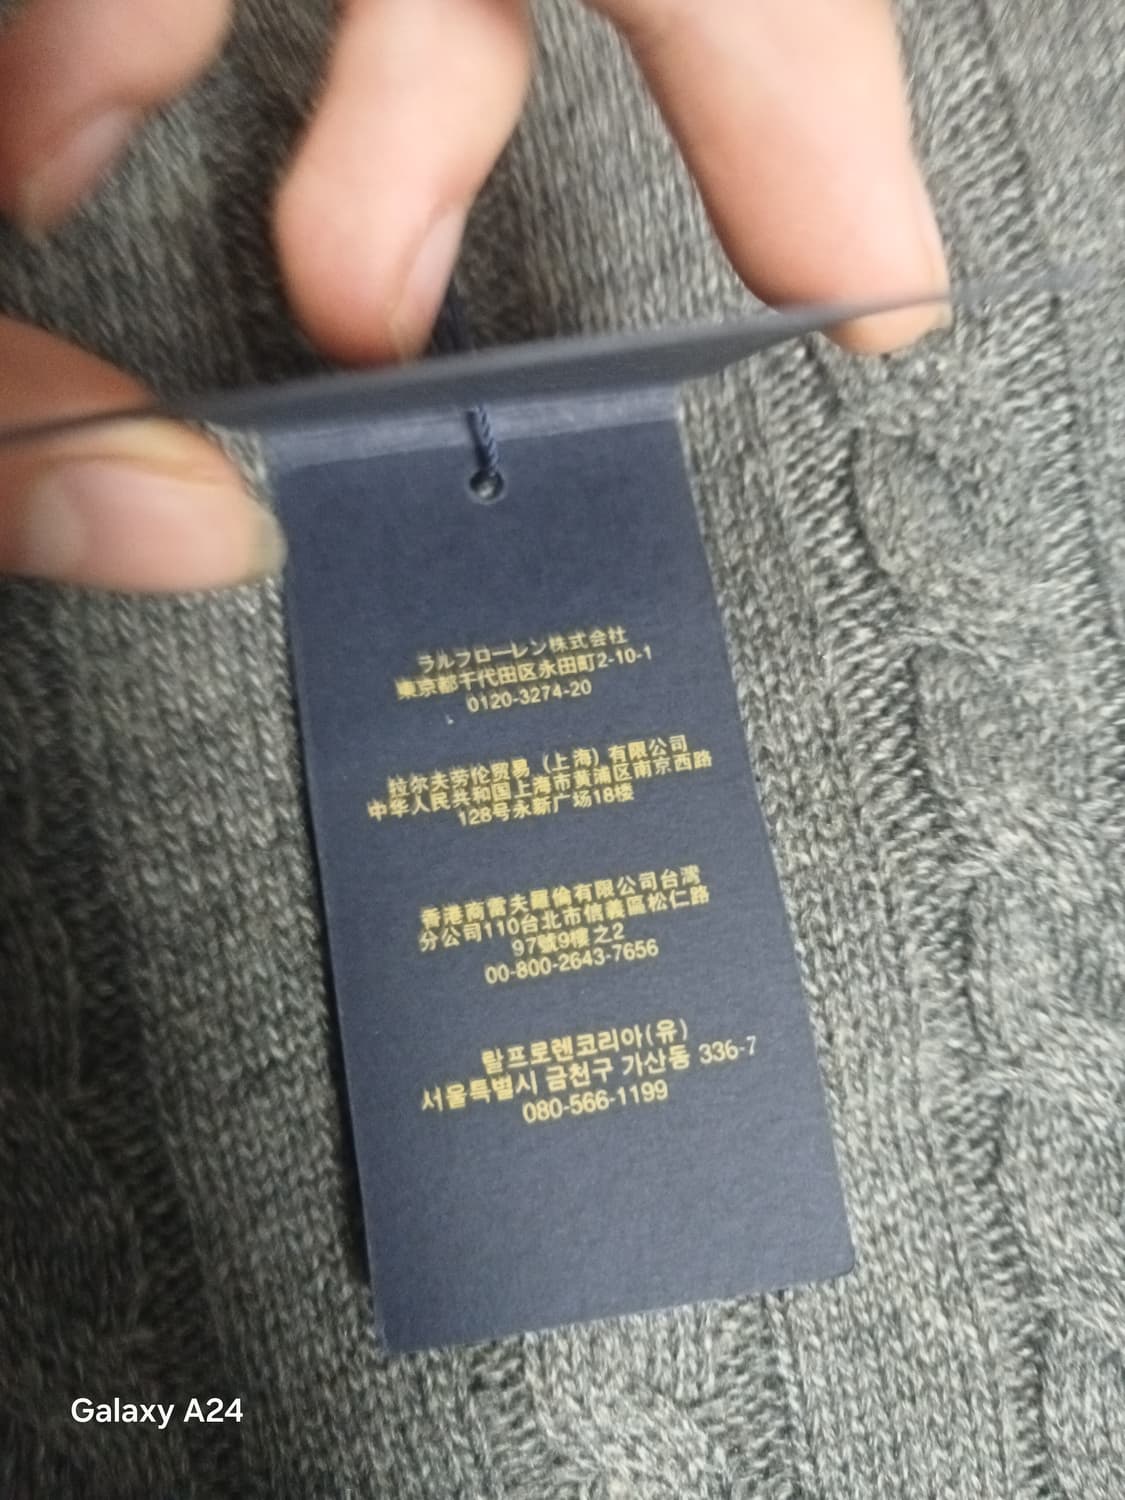 ラルフローレン株式会社
東京都千代田区永田町2-10-1
0120-3274-20
拉尔夫劳伦贸易（上海）有限公司
中华人民共和国上海市黄浦区南京西路
128号永新广场18楼
香港商雷夫羅倫有限公司台灣
分公司110台北市信義區松仁路
97號9樓之2
00-800-2643-7656
랄프로렌코리아(유)
서울특별시 금천구 가산동 336-7
080-566-1199
Galaxy A24